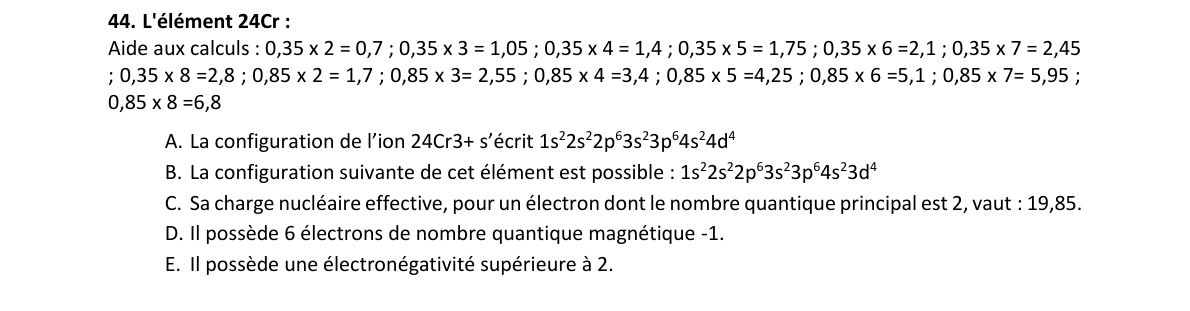 44. L'élément 24Cr :
Aide aux calculs : 0,35 x 2 = 0,7 ; 0,35 x 3 = 1,05 ; 0,35 x 4 = 1,4 ; 0,35 x 5 = 1,75 ; 0,35 x 6 =2,1 ; 0,35 x 7 = 2,45
; 0,35 x 8 =2,8 ; 0,85 x 2 = 1,7 ; 0,85 x 3= 2,55 ; 0,85 x 4 =3,4 ; 0,85 x 5 =4,25 ; 0,85 x 6 =5,1 ; 0,85 x 7= 5,95 ;
0,85 x 8 =6,8
A. La configuration de l’ion 24Cr3+ s’écrit 1s²2s²2p⁶3s²3p⁶4s²4d⁴
B. La configuration suivante de cet élément est possible : 1s²2s²2p⁶3s²3p⁶4s²3d⁴
C. Sa charge nucléaire effective, pour un électron dont le nombre quantique principal est 2, vaut : 19,85.
D. Il possède 6 électrons de nombre quantique magnétique -1.
E. Il possède une électronégativité supérieure à 2.